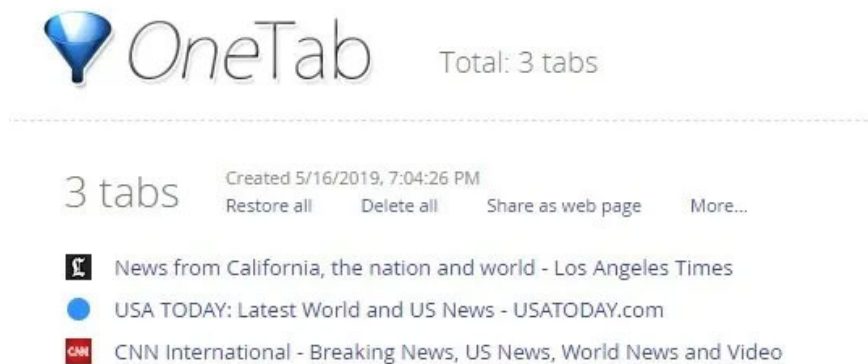 OneTab Total: 3 tabs
3 tabs
Created 5/16/2019, 7:04:26 PM
Restore all Delete all Share as web page More...
News from California, the nation and world - Los Angeles Times
USA TODAY: Latest World and US News - USATODAY.com
CNN CNN International - Breaking News, US News, World News and Video